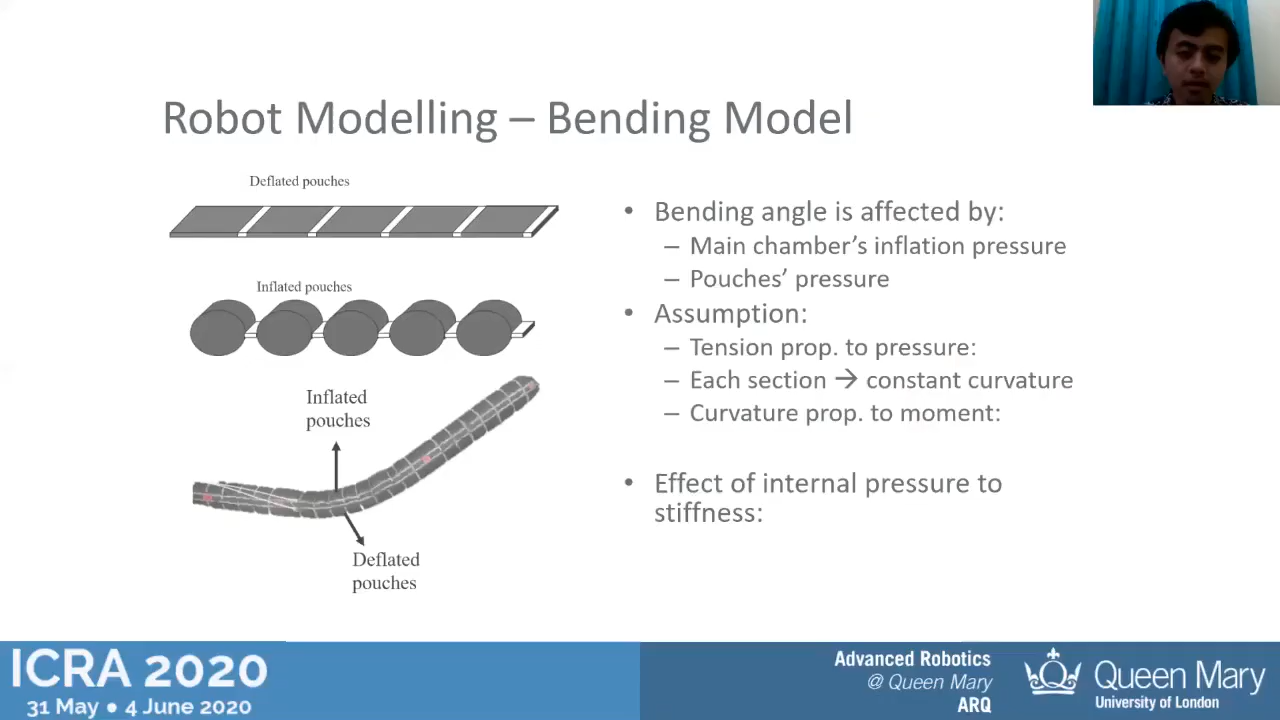 Robot Modelling – Bending Model
Deflated pouches
Inflated pouches
Inflated
pouches
Deflated
pouches
• Bending angle is affected by:
– Main chamber’s inflation pressure
– Pouches’ pressure
• Assumption:
– Tension prop. to pressure:
– Each section → constant curvature
– Curvature prop. to moment:
• Effect of internal pressure to
stiffness:
ICRA 2020
31 May ● 4 June 2020
Advanced Robotics
@ Queen Mary
ARQ
Queen Mary
University of London